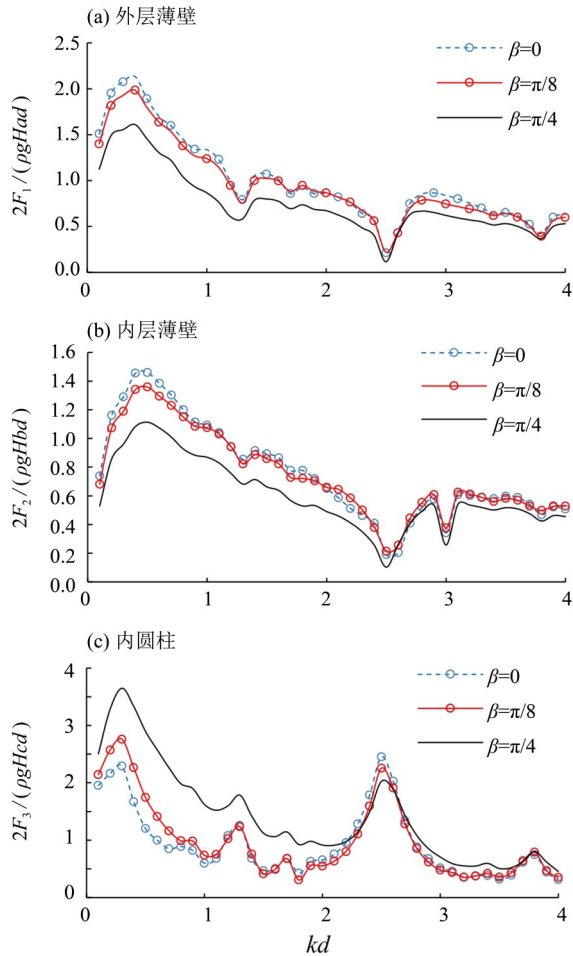 (a) 外层薄壁
2F₁/(ρgHad)
2.5
2.0
1.5
1.0
0.5
0.0
β=0
β=π/8
β=π/4
0 1 2 3 4
(b) 内层薄壁
2F₂/(ρgHbd)
1.6
1.4
1.2
1.0
0.8
0.6
0.4
0.2
0.0
β=0
β=π/8
β=π/4
0 1 2 3 4
(c) 内圆柱
2F₃/(ρgHcd)
4
3
2
1
0
β=0
β=π/8
β=π/4
0 1 2 3 4
kd